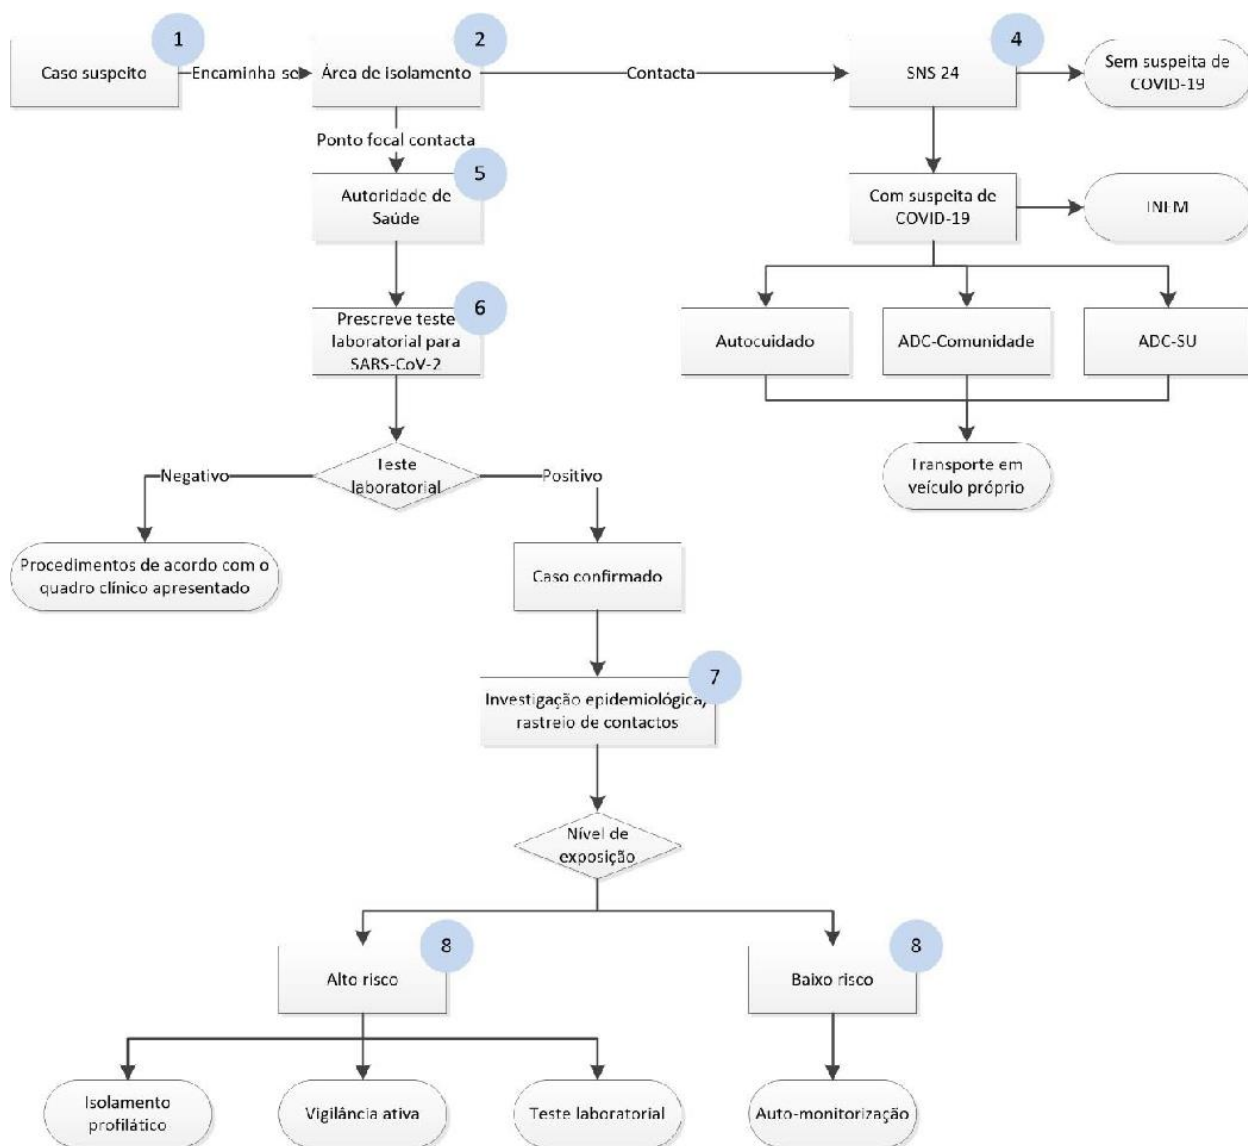 1
2
4
Caso suspeito
Encaminha se
Área de isolamento
Contacta
SNS 24
Sem suspeita de
COVID-19
Ponto focal contacta
5
Autoridade de
Saúde
Com suspeita de
COVID-19
INEM
6
Prescreve teste
laboratorial para
SARS-CoV-2
Autocuidado
ADC-Comunidade
ADC-SU
Negativo
Teste
laboratorial
Positivo
Transporte em
veículo próprio
Procedimentos de acordo com o
quadro clínico apresentado
Caso confirmado
7
Investigação epidemiológica/
rastreio de contactos
Nível de
exposição
8
8
Alto risco
Baixo risco
Isolamento
profilático
Vigilância ativa
Teste laboratorial
Auto-monitorização